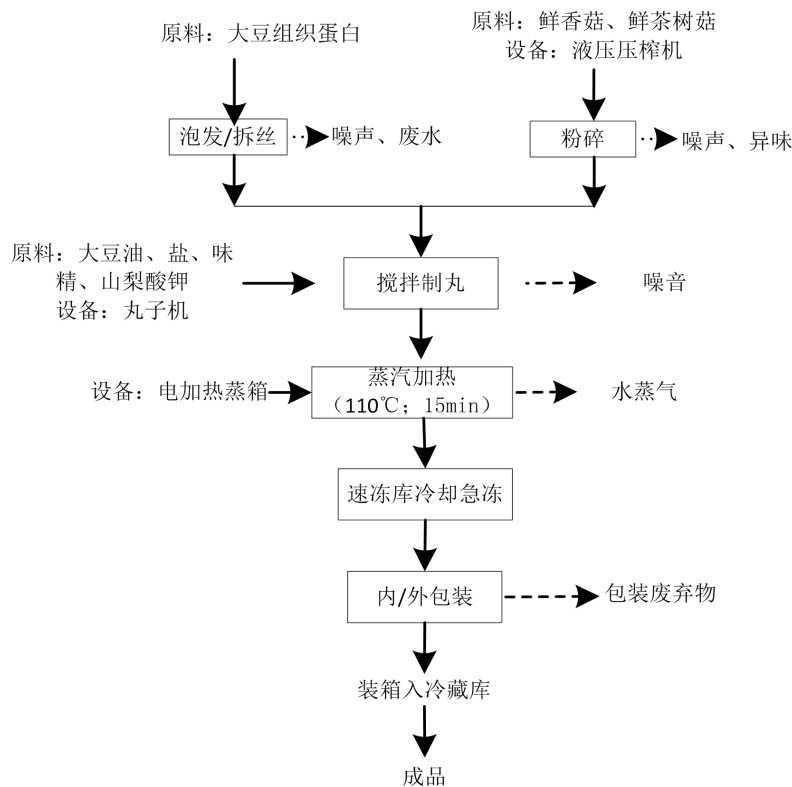 原料：大豆组织蛋白
原料：鲜香菇、鲜茶树菇
设备：液压压榨机
泡发/拆丝
噪声、废水
粉碎
噪声、异味
原料：大豆油、盐、味
精、山梨酸钾
设备：丸子机
搅拌制丸
噪音
设备：电加热蒸箱
蒸汽加热
（110℃；15min）
水蒸气
速冻库冷却急冻
内/外包装
包装废弃物
装箱入冷藏库
成品